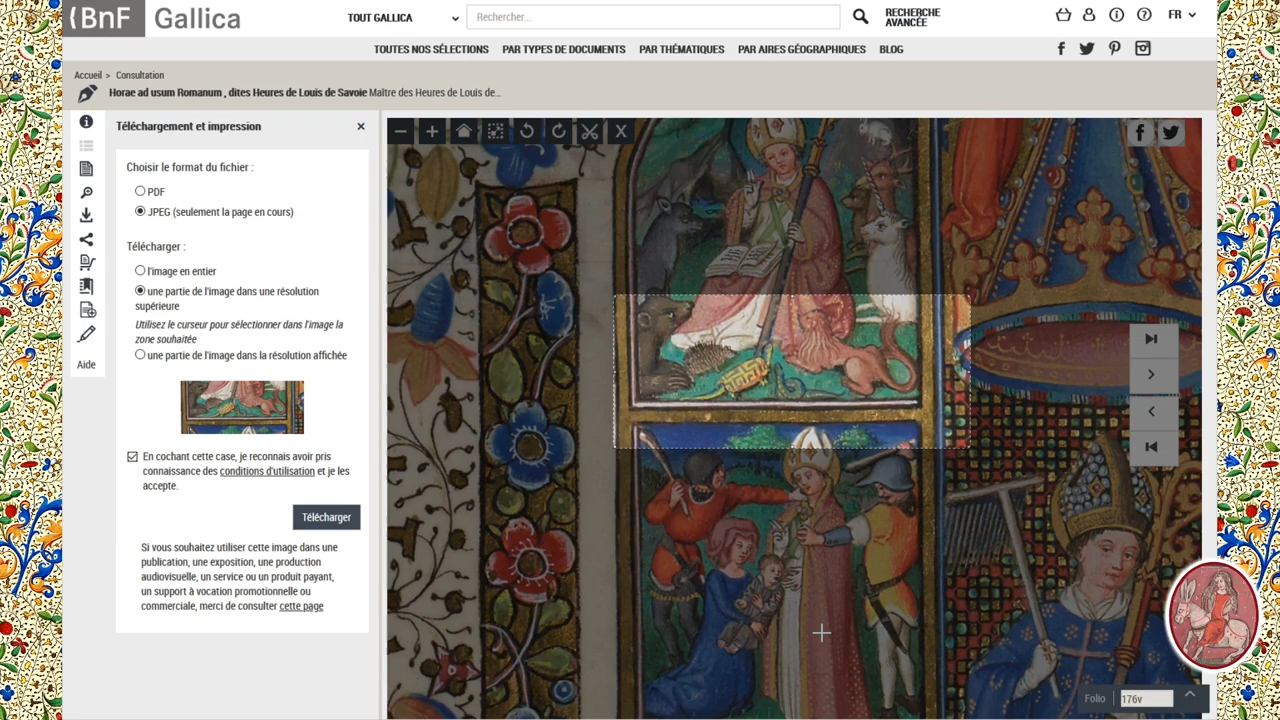 {BnF Gallica
TOUT GALLICA
Rechercher...
RECHERCHE
AVANCÉE
FR
TOUTES NOS SÉLECTIONS PAR TYPES DE DOCUMENTS PAR THÉMATIQUES PAR AIRES GÉOGRAPHIQUES BLOG
Accueil > Consultation
Horae ad usum Romanum , dites Heures de Louis de Savoie Maître des Heures de Louis de...
Téléchargement et impression
Choisir le format du fichier :
PDF
JPEG (seulement la page en cours)
Télécharger :
l'image en entier
une partie de l'image dans une résolution
supérieure
Utilisez le curseur pour sélectionner dans l'image la
zone souhaitée
une partie de l'image dans la résolution affichée
Aide
En cochant cette case, je reconnais avoir pris
connaissance des conditions d'utilisation et je les
accepte.
Télécharger
Si vous souhaitez utiliser cette image dans une
publication, une exposition, une production
audiovisuelle, un service ou un produit payant,
un support à vocation promotionnelle ou
commerciale, merci de consulter cette page
Folio 176v